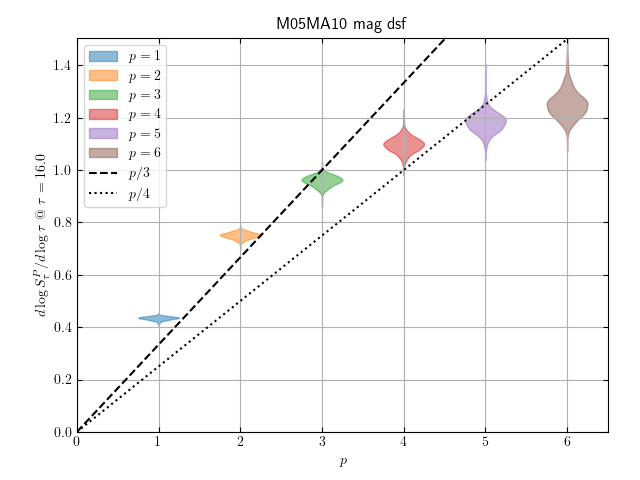 M05MA10 mag dsf
d log S_τ^P / d log τ @ τ = 16.0
1.4
1.2
1.0
0.8
0.6
0.4
0.2
0.0
p = 1
p = 2
p = 3
p = 4
p = 5
p = 6
p/3
p/4
0 1 2 3 4 5 6
p